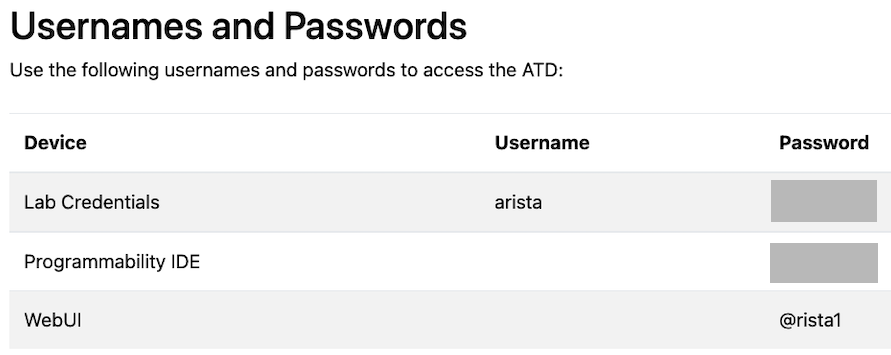 Usernames and Passwords
Use the following usernames and passwords to access the ATD:
Device Username Password
Lab Credentials arista
Programmability IDE
WebUI @rista1